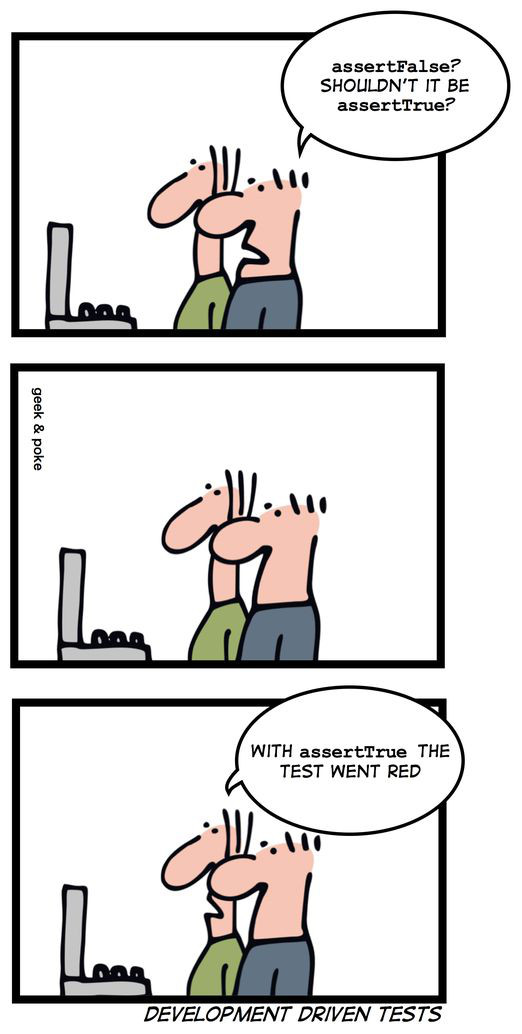 assertFalse?
SHOULDN'T IT BE
assertTrue?
geek & poke
WITH assertTrue THE
TEST WENT RED
DEVELOPMENT DRIVEN TESTS